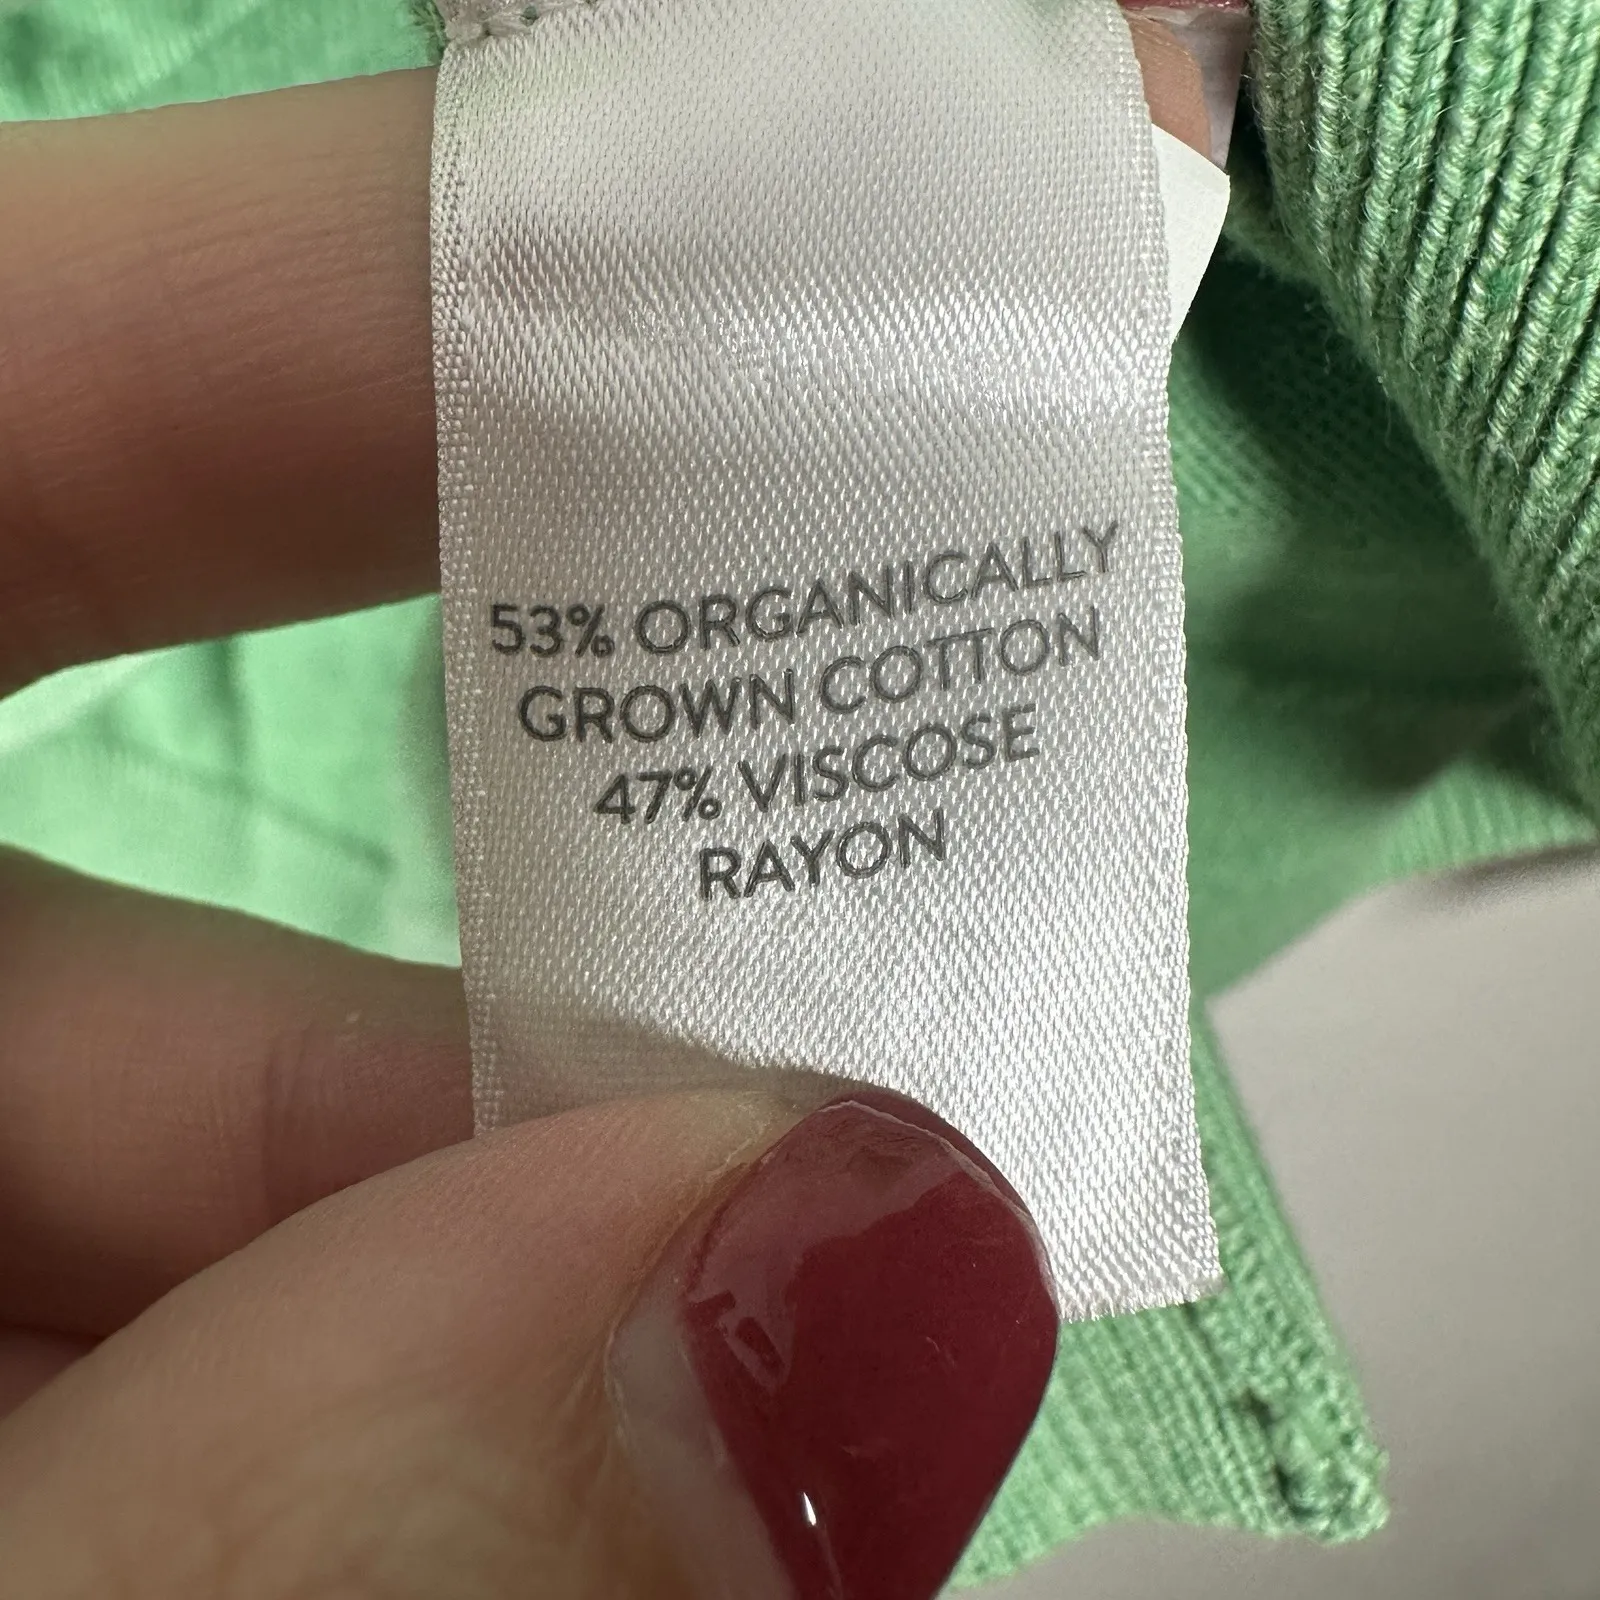 53% ORGANICALLY
GROWN COTTON
47% VISCOSE
RAYON